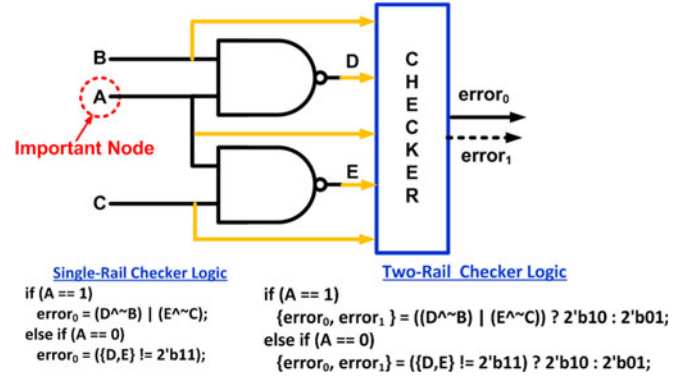 B
A
Important Node
C
D
E
CHECKER
error₀
error₁
Single-Rail Checker Logic
if (A == 1)
error₀ = (D^~B) | (E^~C);
else if (A == 0)
error₀ = ({D,E} != 2'b11);
Two-Rail Checker Logic
if (A == 1)
{error₀, error₁ } = ((D^~B) | (E^~C)) ? 2'b10 : 2'b01;
else if (A == 0)
{error₀, error₁} = ({D,E} != 2'b11) ? 2'b10 : 2'b01;